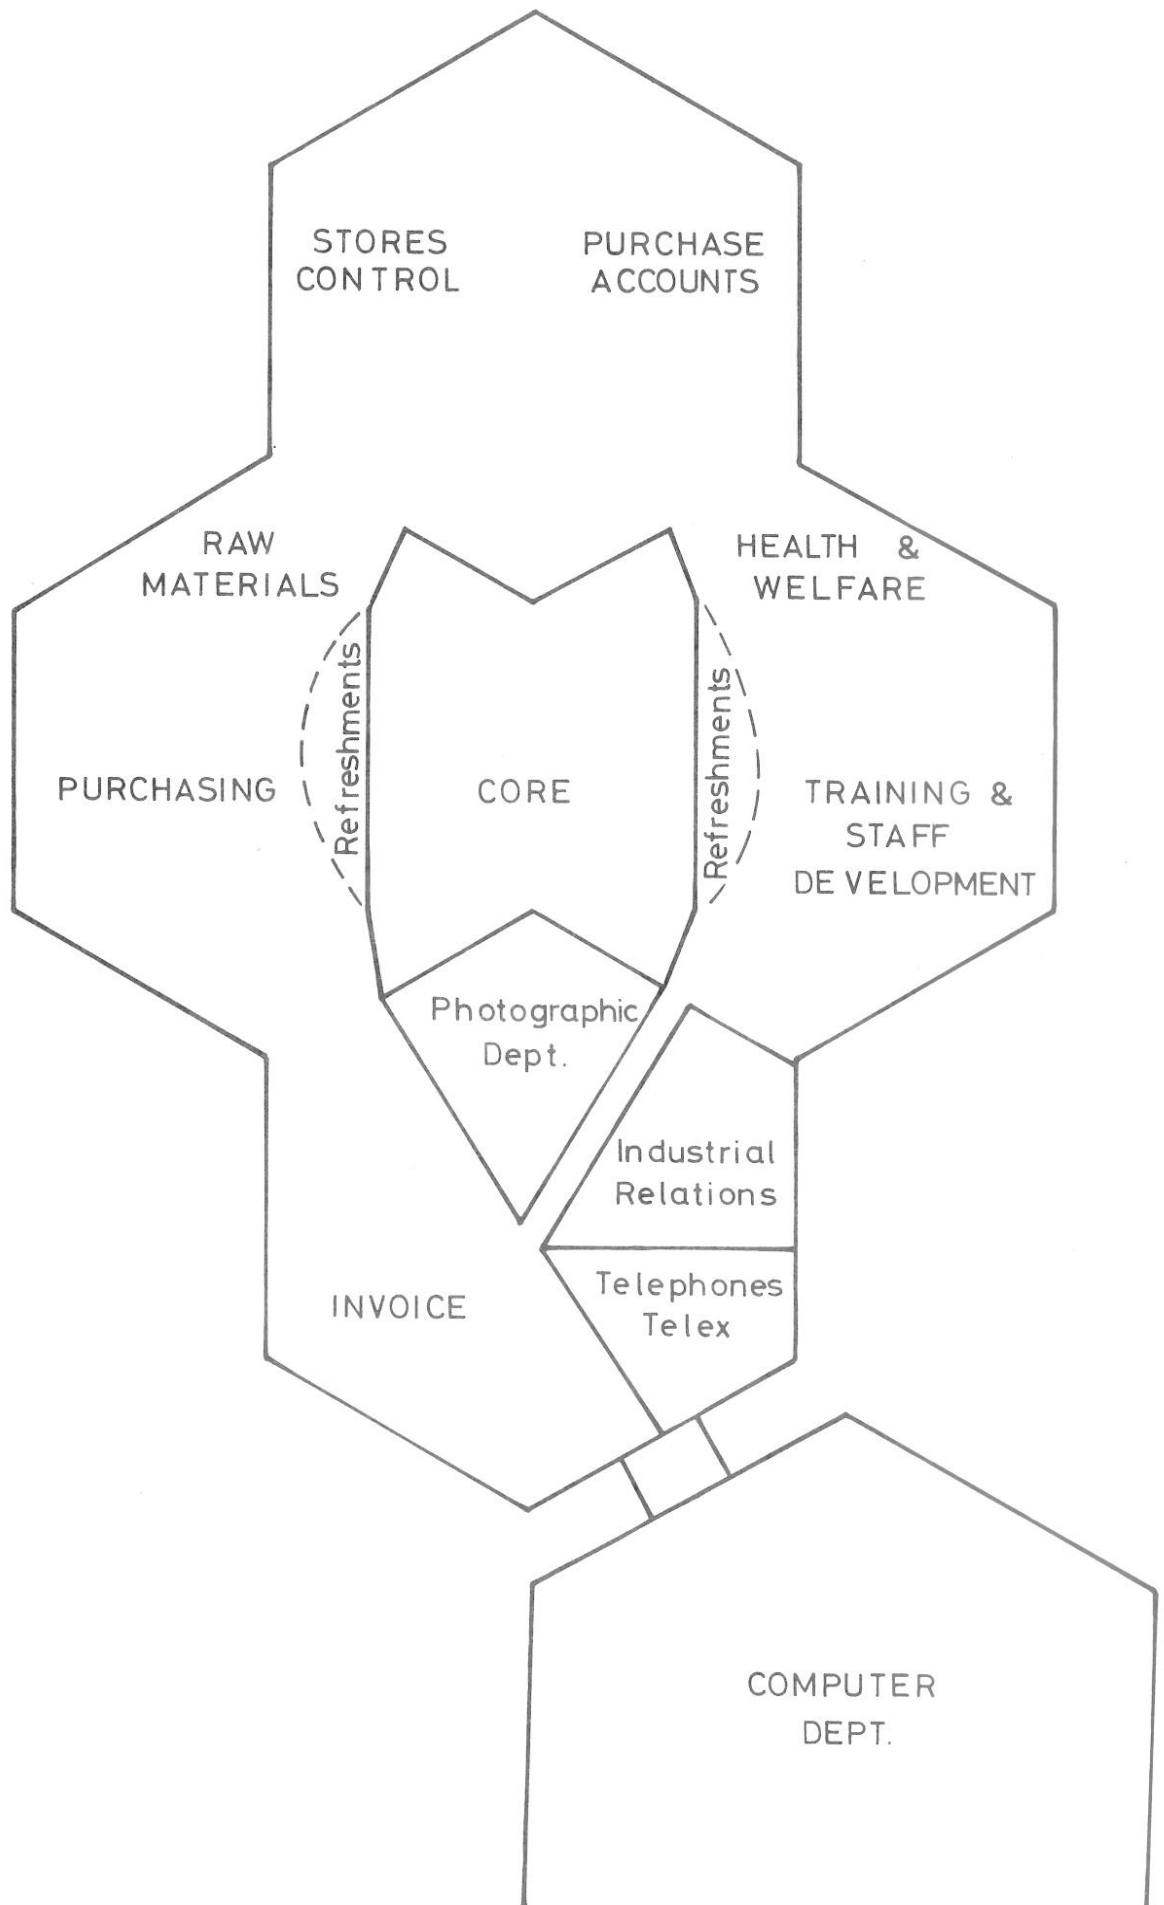 STORES
CONTROL
PURCHASE
ACCOUNTS
RAW
MATERIALS
HEALTH &
WELFARE
Refreshments
Refreshments
PURCHASING
CORE
TRAINING &
STAFF
DEVELOPMENT
Photographic
Dept.
Industrial
Relations
Telephones
Telex
INVOICE
COMPUTER
DEPT.